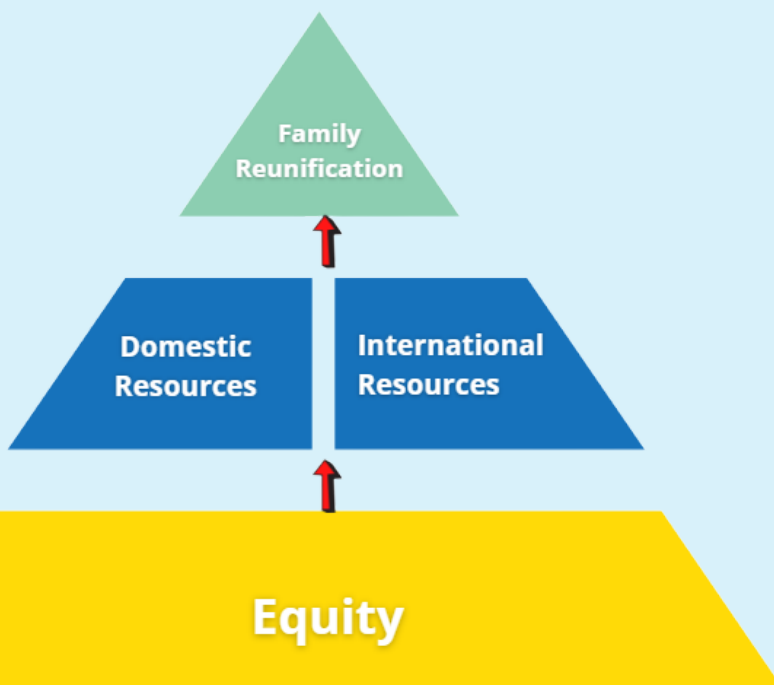 Family
Reunification
Domestic
Resources
International
Resources
Equity